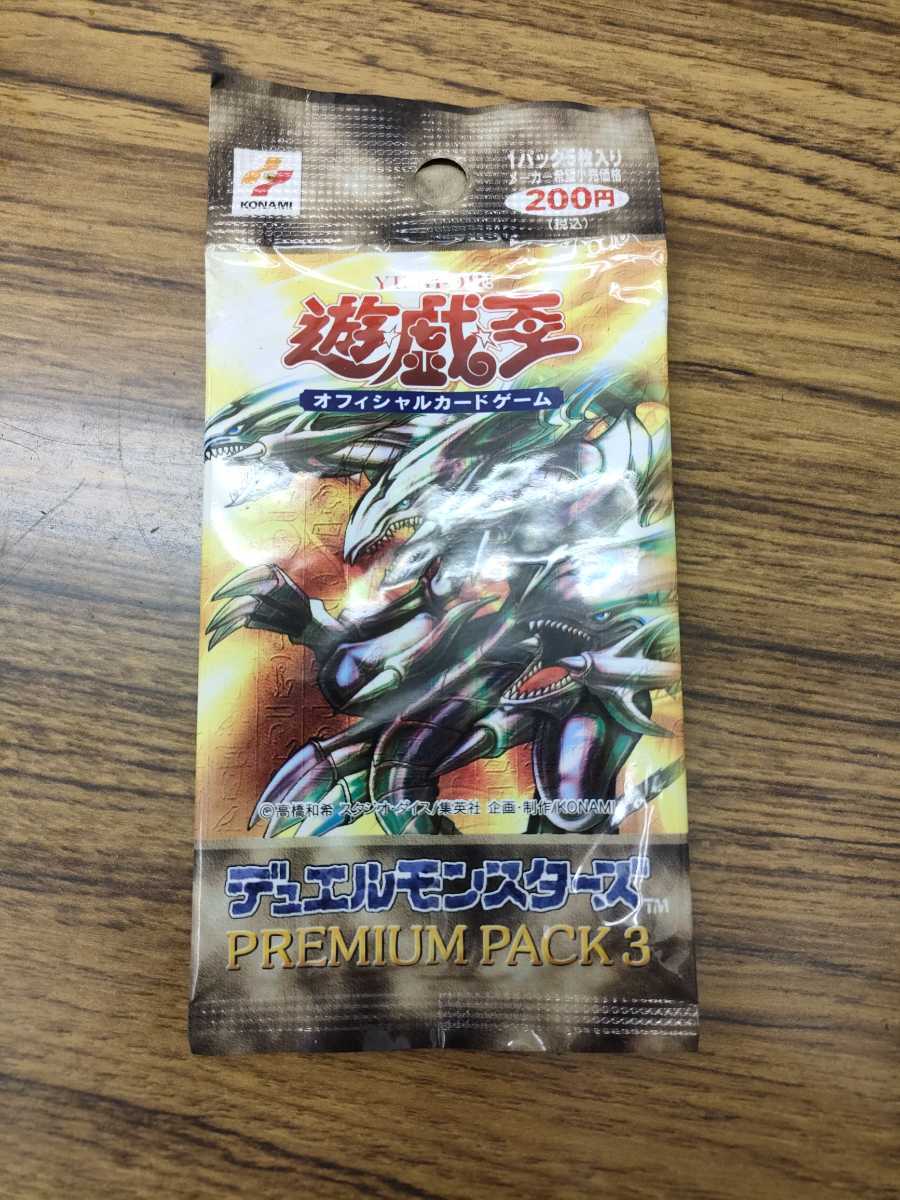 KONAMI
1パック5枚入り
メーカー希望小売価格
200円
(税込)
遊戯王
オフィシャルカードゲーム
©高橋和希 スタジオ・ダイス/集英社 企画・制作/KONAMI
デュエルモンスターズ™
PREMIUM PACK 3